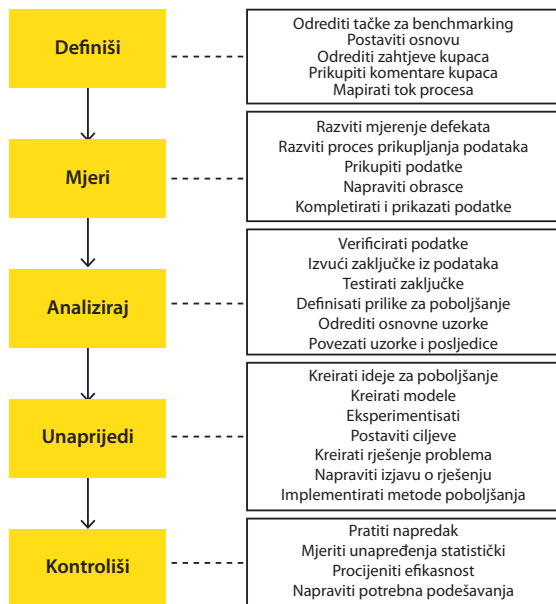 Definiši
Odrediti tačke za benchmarking
Postaviti osnovu
Odrediti zahtjeve kupaca
Prikupiti komentare kupaca
Mapirati tok procesa
Mjeri
Razviti mjerenje defekata
Razviti proces prikupljanja podataka
Prikupiti podatke
Napraviti obrasce
Kompletirati i prikazati podatke
Analiziraj
Verificirati podatke
Izvući zaključke iz podataka
Testirati zaključke
Definisati prilike za poboljšanje
Odrediti osnovne uzorke
Povezati uzorke i posljedice
Unaprijedi
Kreirati ideje za poboljšanje
Kreirati modele
Eksperimentisati
Postaviti ciljeve
Kreirati rješenje problema
Napraviti izjavu o rješenju
Implementirati metode poboljšanja
Kontroliši
Pratiti napredak
Mjeriti unapređenja statistički
Procijeniti efikasnost
Napraviti potrebna podešavanja